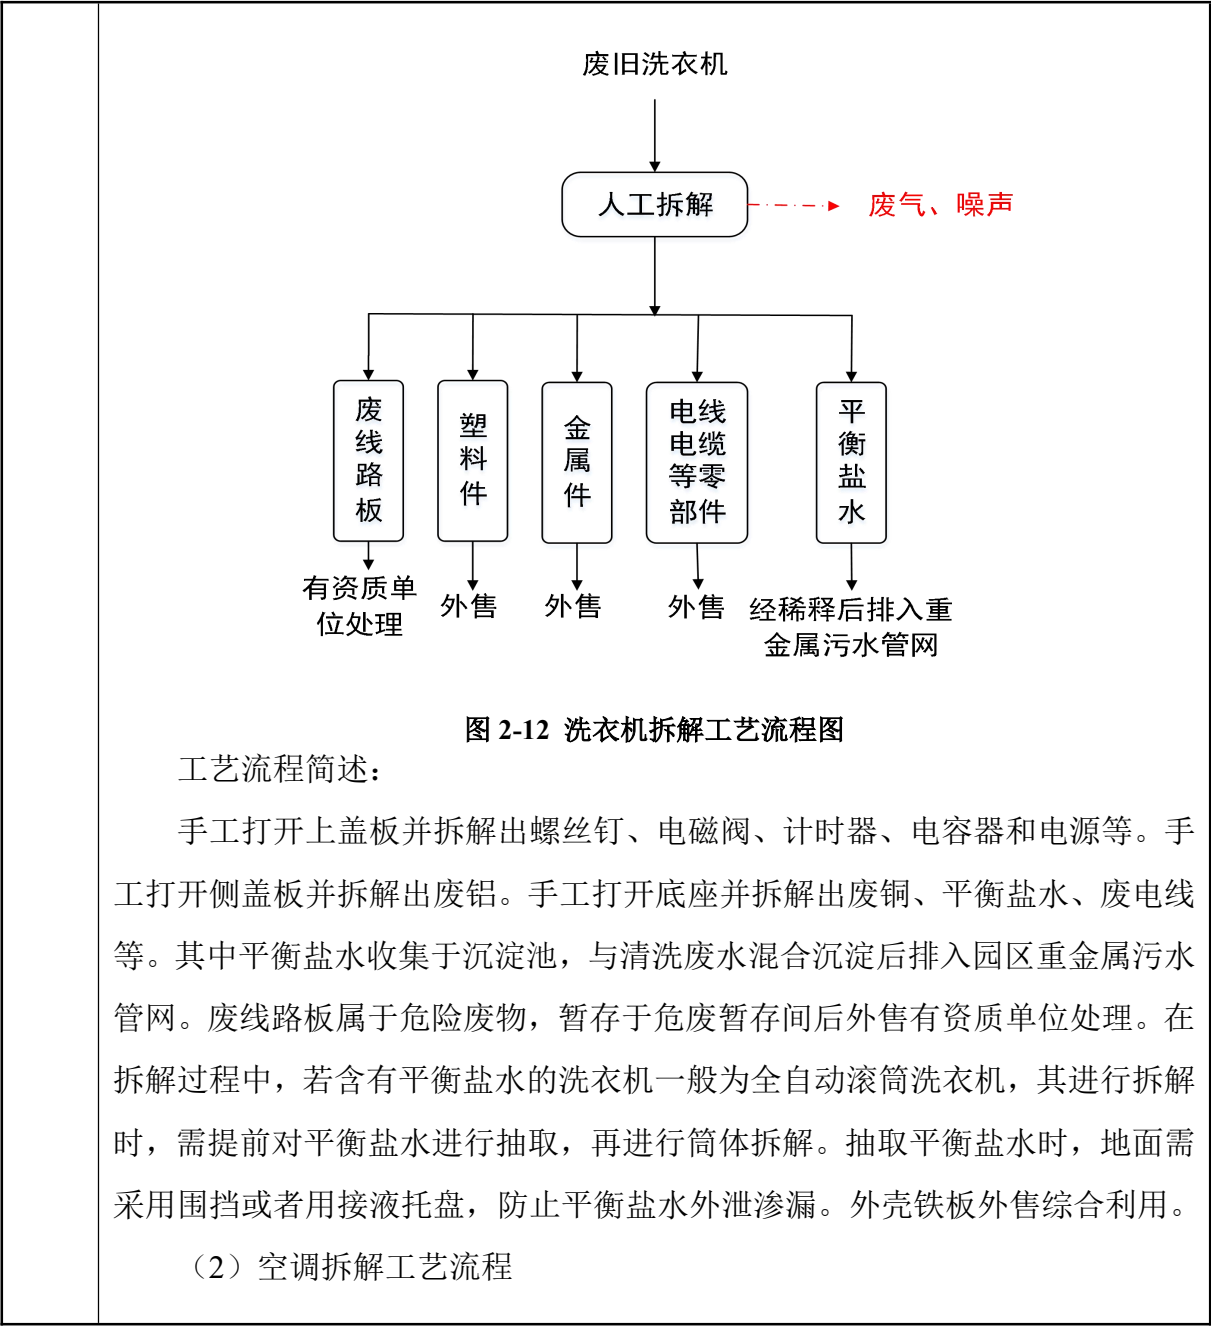 废旧洗衣机
人工拆解
废气、噪声
废线路板
塑料件
金属件
电线
电缆
等零
部件
平衡盐水
有资质单
位处理
外售
外售
外售
经稀释后排入重
金属污水管网
图 2-12 洗衣机拆解工艺流程图
工艺流程简述：
手工打开上盖板并拆解出螺丝钉、电磁阀、计时器、电容器和电源等。手
工打开侧盖板并拆解出废铝。手工打开底座并拆解出废铜、平衡盐水、废电线
等。其中平衡盐水收集于沉淀池，与清洗废水混合沉淀后排入园区重金属污水
管网。废线路板属于危险废物，暂存于危废暂存间后外售有资质单位处理。在
拆解过程中，若含有平衡盐水的洗衣机一般为全自动滚筒洗衣机，其进行拆解
时，需提前对平衡盐水进行抽取，再进行筒体拆解。抽取平衡盐水时，地面需
采用围挡或者用接液托盘，防止平衡盐水外泄渗漏。外壳铁板外售综合利用。
（2）空调拆解工艺流程